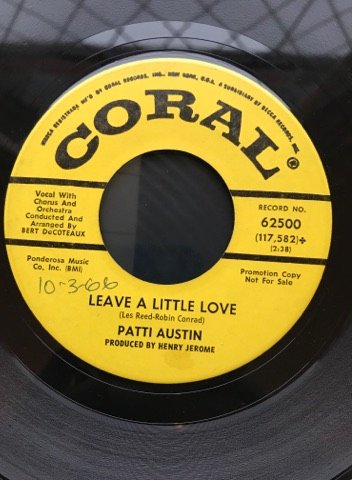 MARCA REGISTRADA MF'D BY CORAL RECORDS, INC., NEW YORK, U.S.A. A SUBSIDIARY OF DECCA RECORDS, INC.
CORAL
Vocal With
Chorus And
Orchestra
Conducted And
Arranged By
BERT DeCOTEAUX
RECORD NO.
62500
(117,582)+
(2:38)
Ponderosa Music
Co, Inc. (BMI)
Promotion Copy
Not For Sale
10-3-66
LEAVE A LITTLE LOVE
(Les Reed-Robin Conrad)
PATTI AUSTIN
PRODUCED BY HENRY JEROME